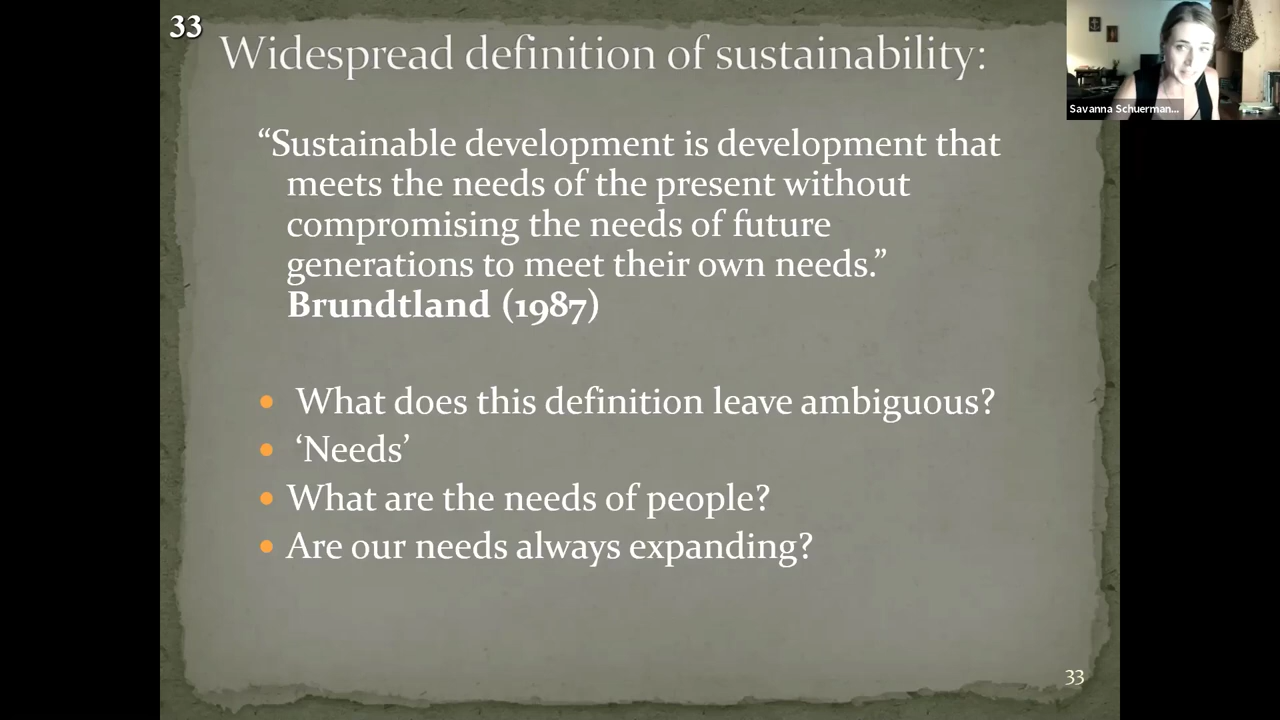 33
Widespread definition of sustainability:
Savanna Schuerman...
“Sustainable development is development that
meets the needs of the present without
compromising the needs of future
generations to meet their own needs.”
Brundtland (1987)
• What does this definition leave ambiguous?
• ‘Needs’
• What are the needs of people?
• Are our needs always expanding?
33